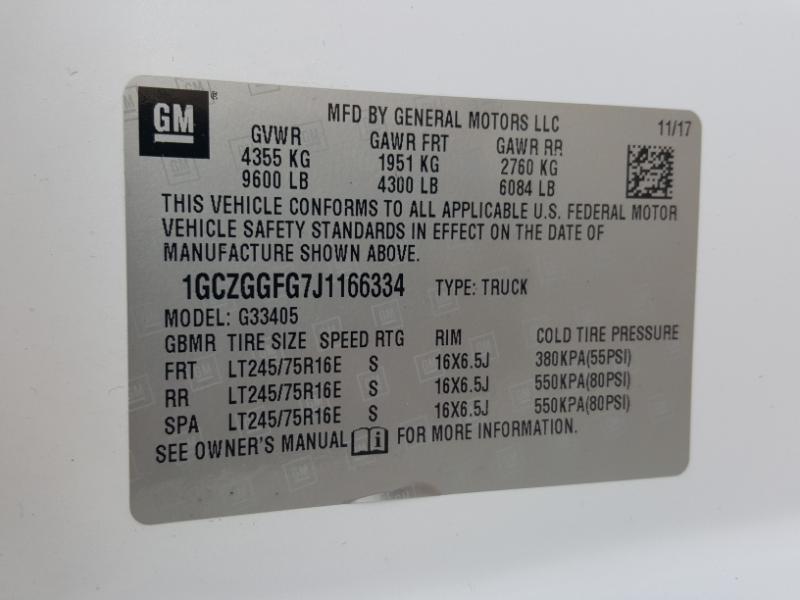 GM
MFD BY GENERAL MOTORS LLC
11/17
GVWR GAWR FRT GAWR RR
4355 KG 1951 KG 2760 KG
9600 LB 4300 LB 6084 LB
THIS VEHICLE CONFORMS TO ALL APPLICABLE U.S. FEDERAL MOTOR
VEHICLE SAFETY STANDARDS IN EFFECT ON THE DATE OF
MANUFACTURE SHOWN ABOVE.
1GCZGGFG7J1166334 TYPE: TRUCK
MODEL: G33405
GBMR TIRE SIZE SPEED RTG RIM COLD TIRE PRESSURE
FRT LT245/75R16E S 16X6.5J 380KPA(55PSI)
RR LT245/75R16E S 16X6.5J 550KPA(80PSI)
SPA LT245/75R16E S 16X6.5J 550KPA(80PSI)
SEE OWNER'S MANUAL FOR MORE INFORMATION.